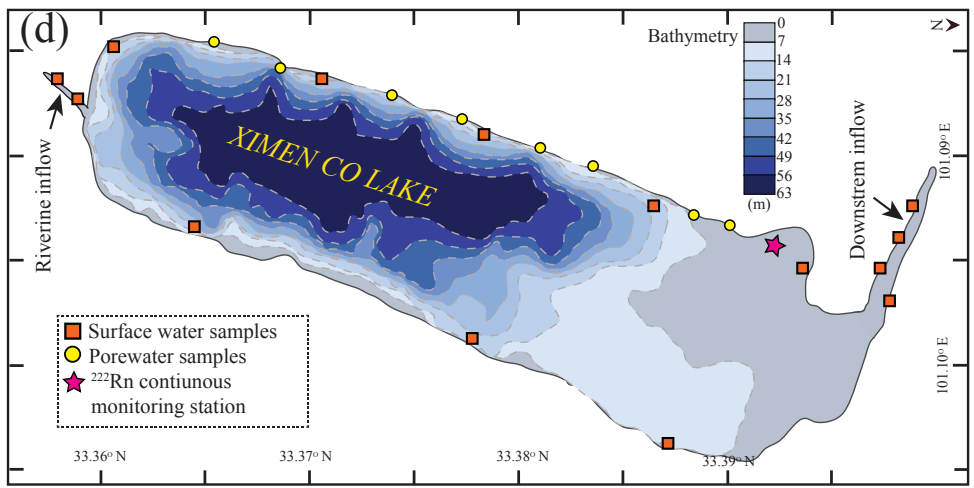 (d)
Bathymetry
0
7
14
21
28
35
42
49
56
63
(m)
N
Riverine inflow
XIMEN CO LAKE
Downstrem inflow
101.09° E
101.10° E
Surface water samples
Porewater samples
²²²Rn contiunous
monitoring station
33.36° N
33.37° N
33.38° N
33.39° N